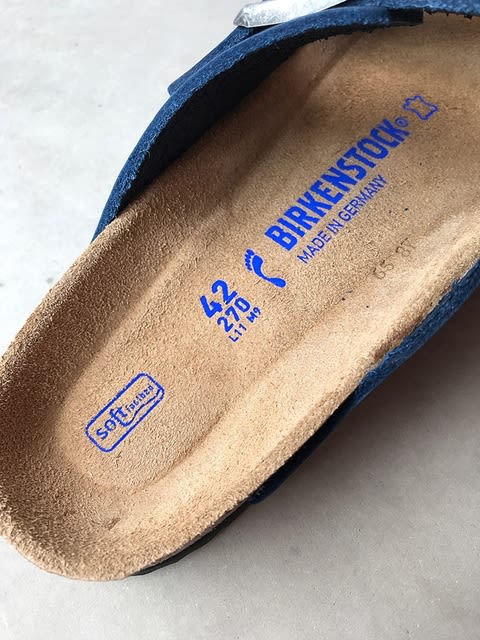 BIRKENSTOCK®
MADE IN GERMANY
42
270
L11 M9
soft footbed